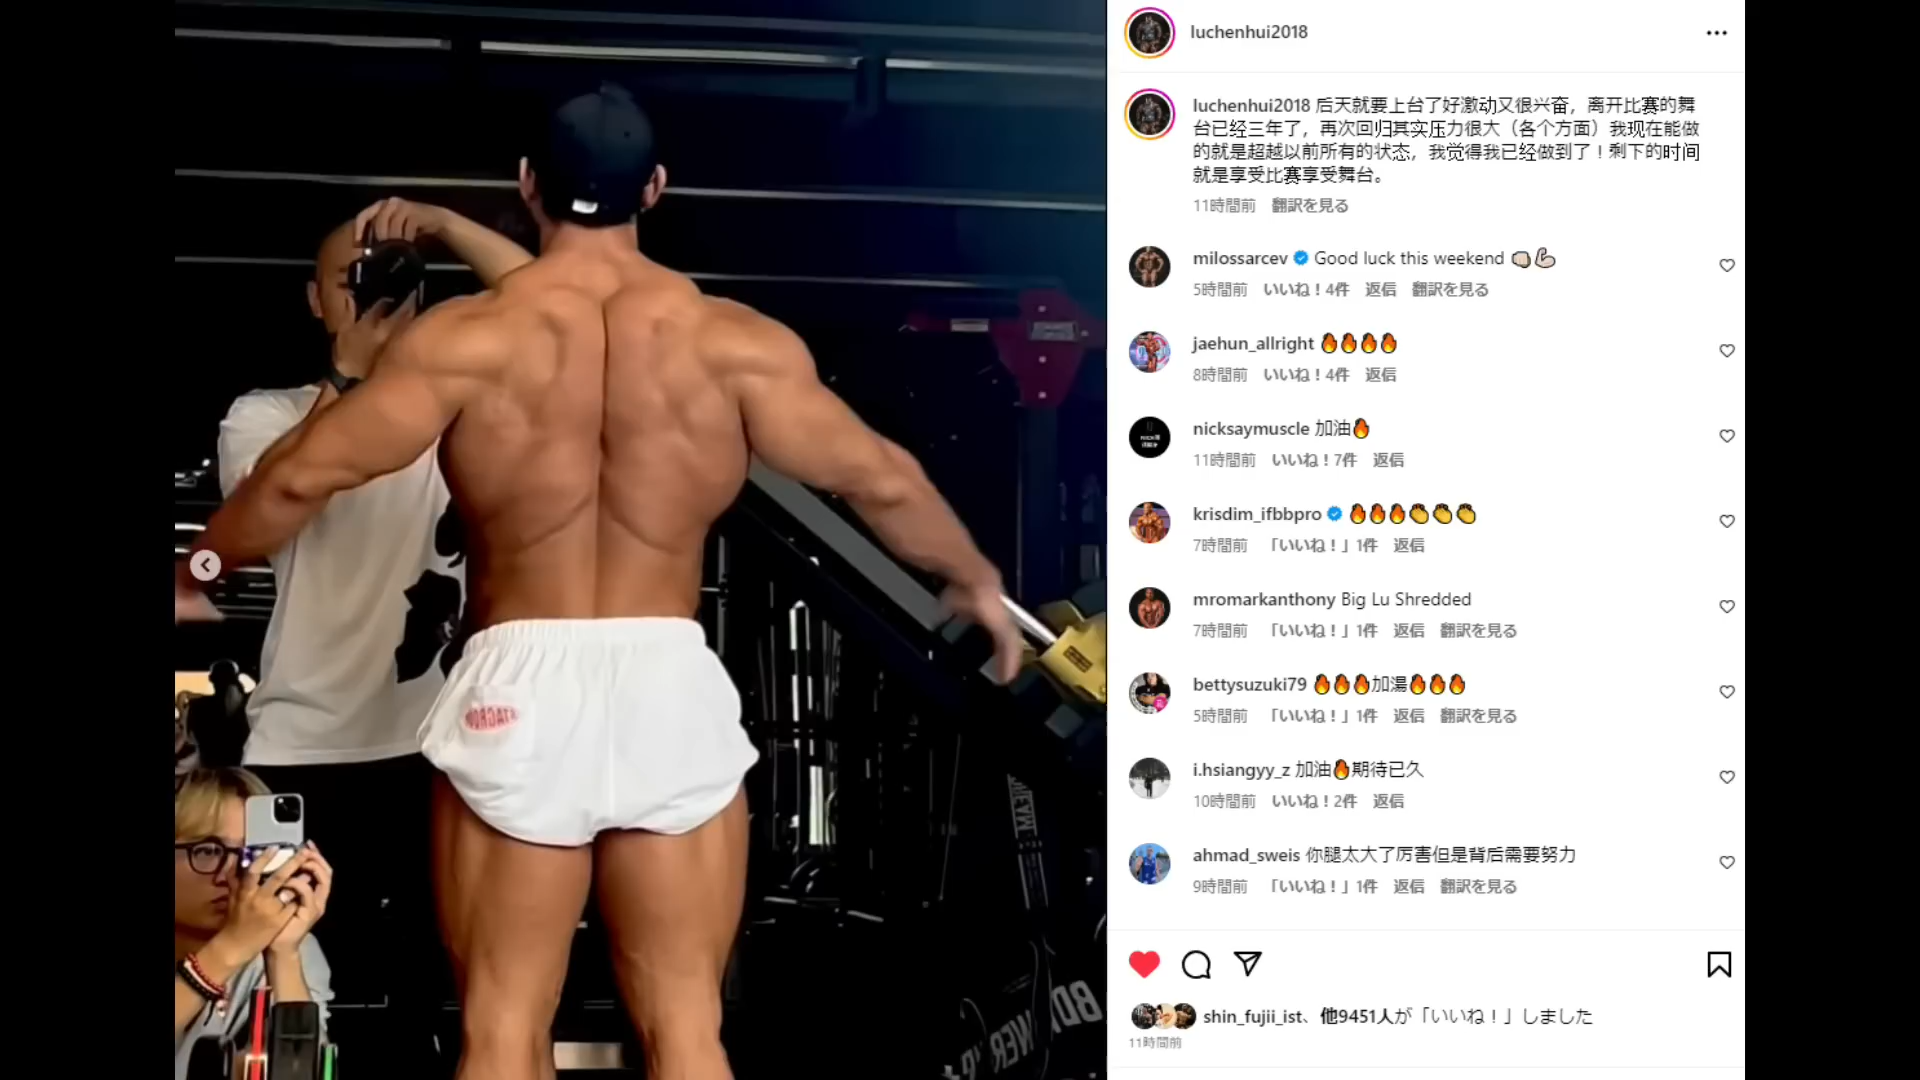 luchenhui2018
luchenhui2018 后天就要上台了好激动又很兴奋，离开比赛的舞
台已经三年了，再次回归其实压力很大（各个方面）我现在能做
的就是超越以前所有的状态，我觉得我已经做到了！剩下的时间
就是享受比赛享受舞台。
11時間前 翻訳を見る
milossarcev Good luck this weekend 👊🏻💪🏻
5時間前 いいね！4件 返信 翻訳を見る
jaehun_allright 🔥🔥🔥🔥
8時間前 いいね！4件 返信
nicksaymuscle 加油🔥
11時間前 いいね！7件 返信
krisdim_ifbbpro 🔥🔥🔥👏👏👏
7時間前 「いいね！」1件 返信
mromarkanthony Big Lu Shredded
7時間前 「いいね！」1件 返信 翻訳を見る
bettysuzuki79 🔥🔥🔥加湯🔥🔥🔥
5時間前 「いいね！」1件 返信 翻訳を見る
i.hsiangyy_z 加油🔥期待已久
10時間前 いいね！2件 返信
ahmad_sweis 你腿太大了厉害但是背后需要努力
9時間前 「いいね！」1件 返信 翻訳を見る
shin_fujii_ist、他9451人が「いいね！」しました
11時間前